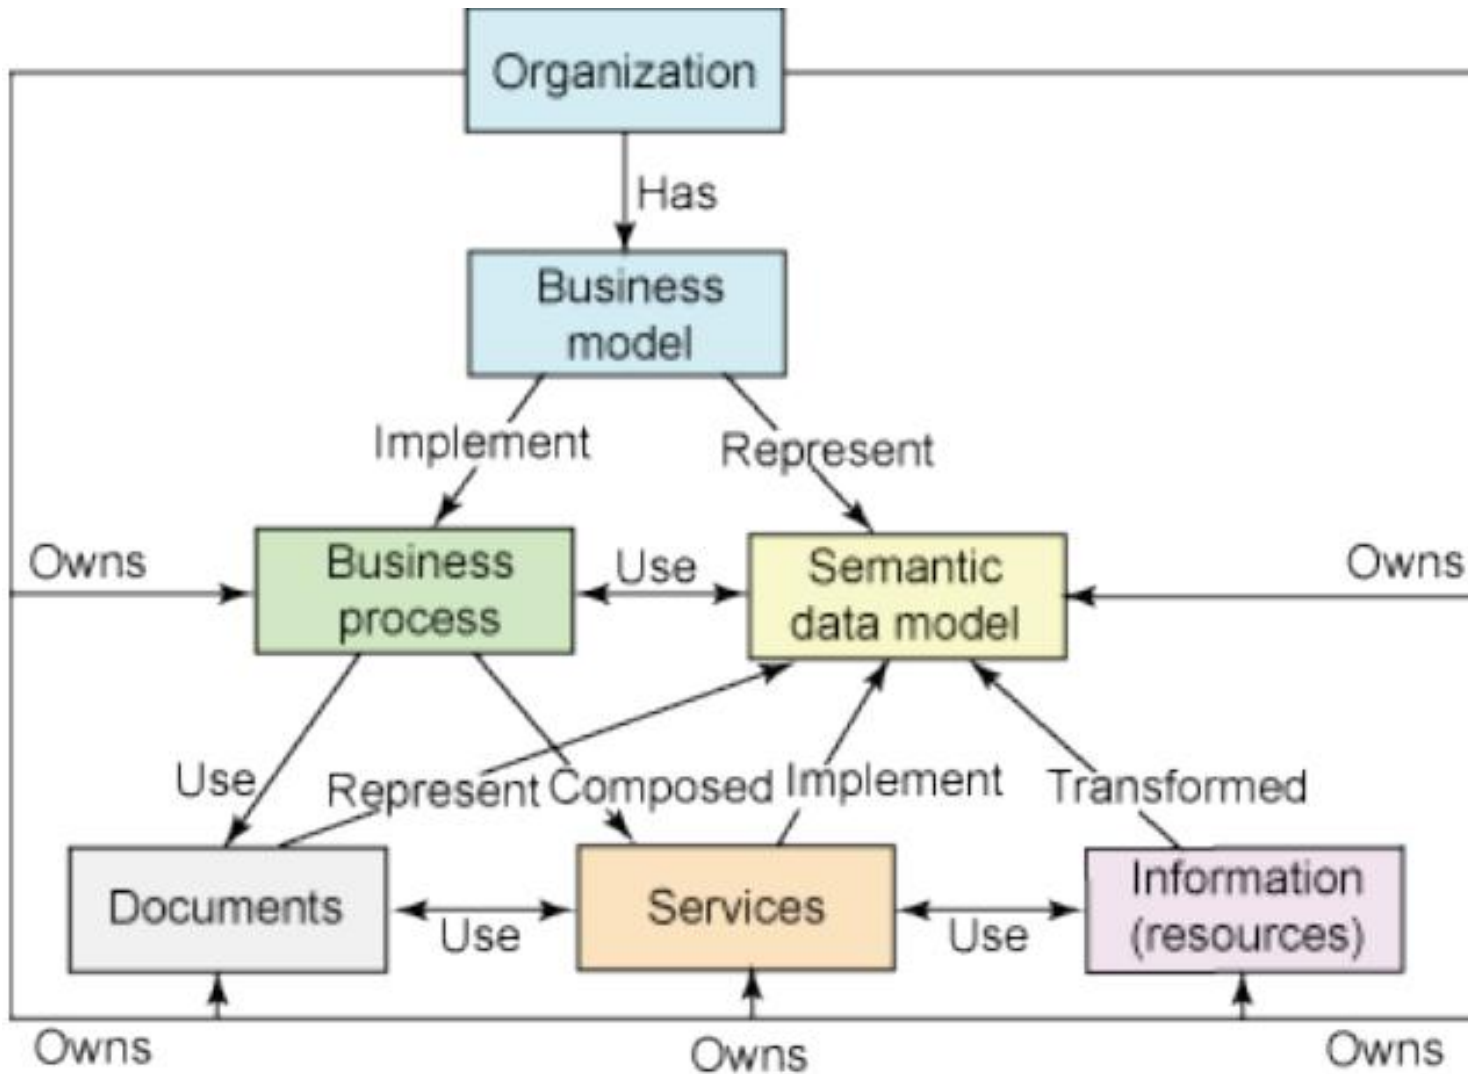 Organization
Has
Business
model
Implement
Represent
Owns
Business
process
Use
Semantic
data model
Owns
Use
Represent
Composed
Implement
Transformed
Documents
Use
Services
Use
Information
(resources)
Owns
Owns
Owns